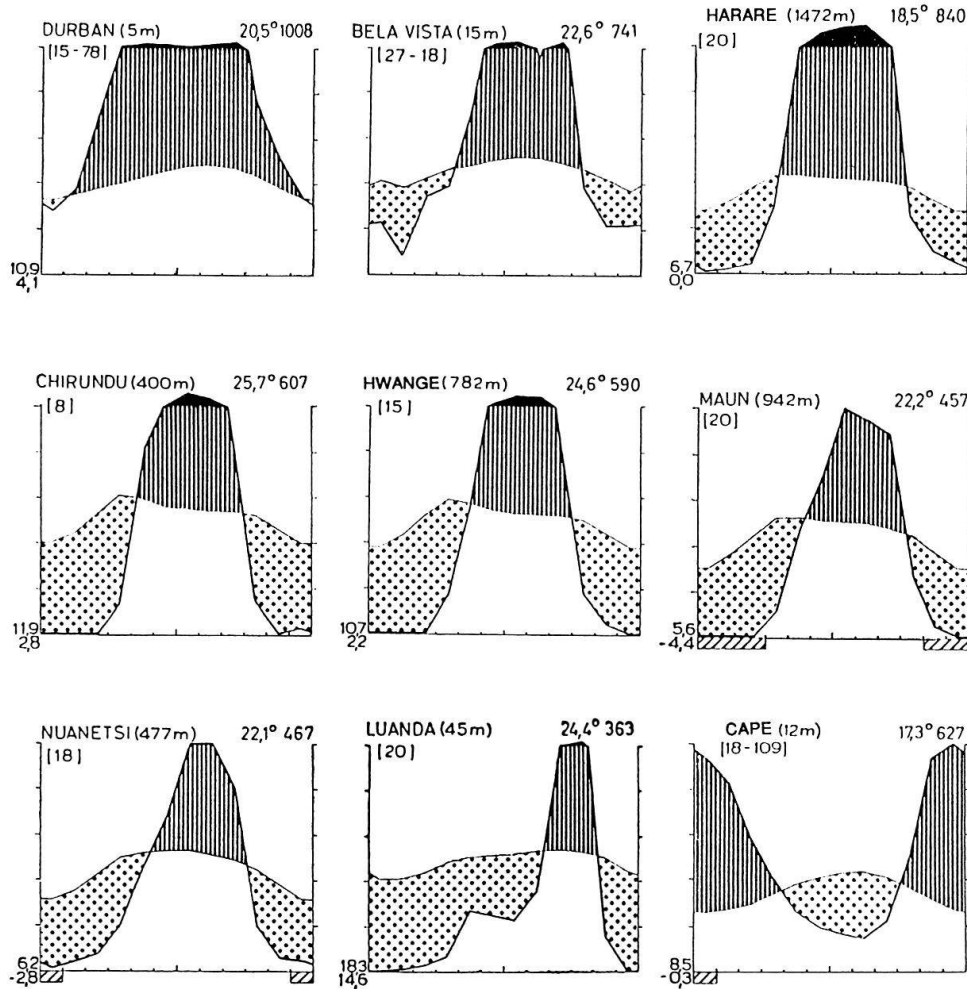 DURBAN (5m) 20,5° 1008
[15-78]
10,9
4,1
BELA VISTA (15m) 22,6° 741
[27-18]
HARARE (1472m) 18,5° 840
[20]
6,7
0,0
CHIRUNDU (400m) 25,7° 607
[8]
11,9
2,8
HWANGE (782m) 24,6° 590
[15]
10,7
2,2
MAUN (942m) 22,2° 457
[20]
5,6
-4,4
NUANETSI (477m) 22,1° 467
[18]
6,2
-2,8
LUANDA (45m) 24,4° 363
[20]
18,3
14,6
CAPE (12m) 17,3° 627
[18-109]
8,5
-0,3